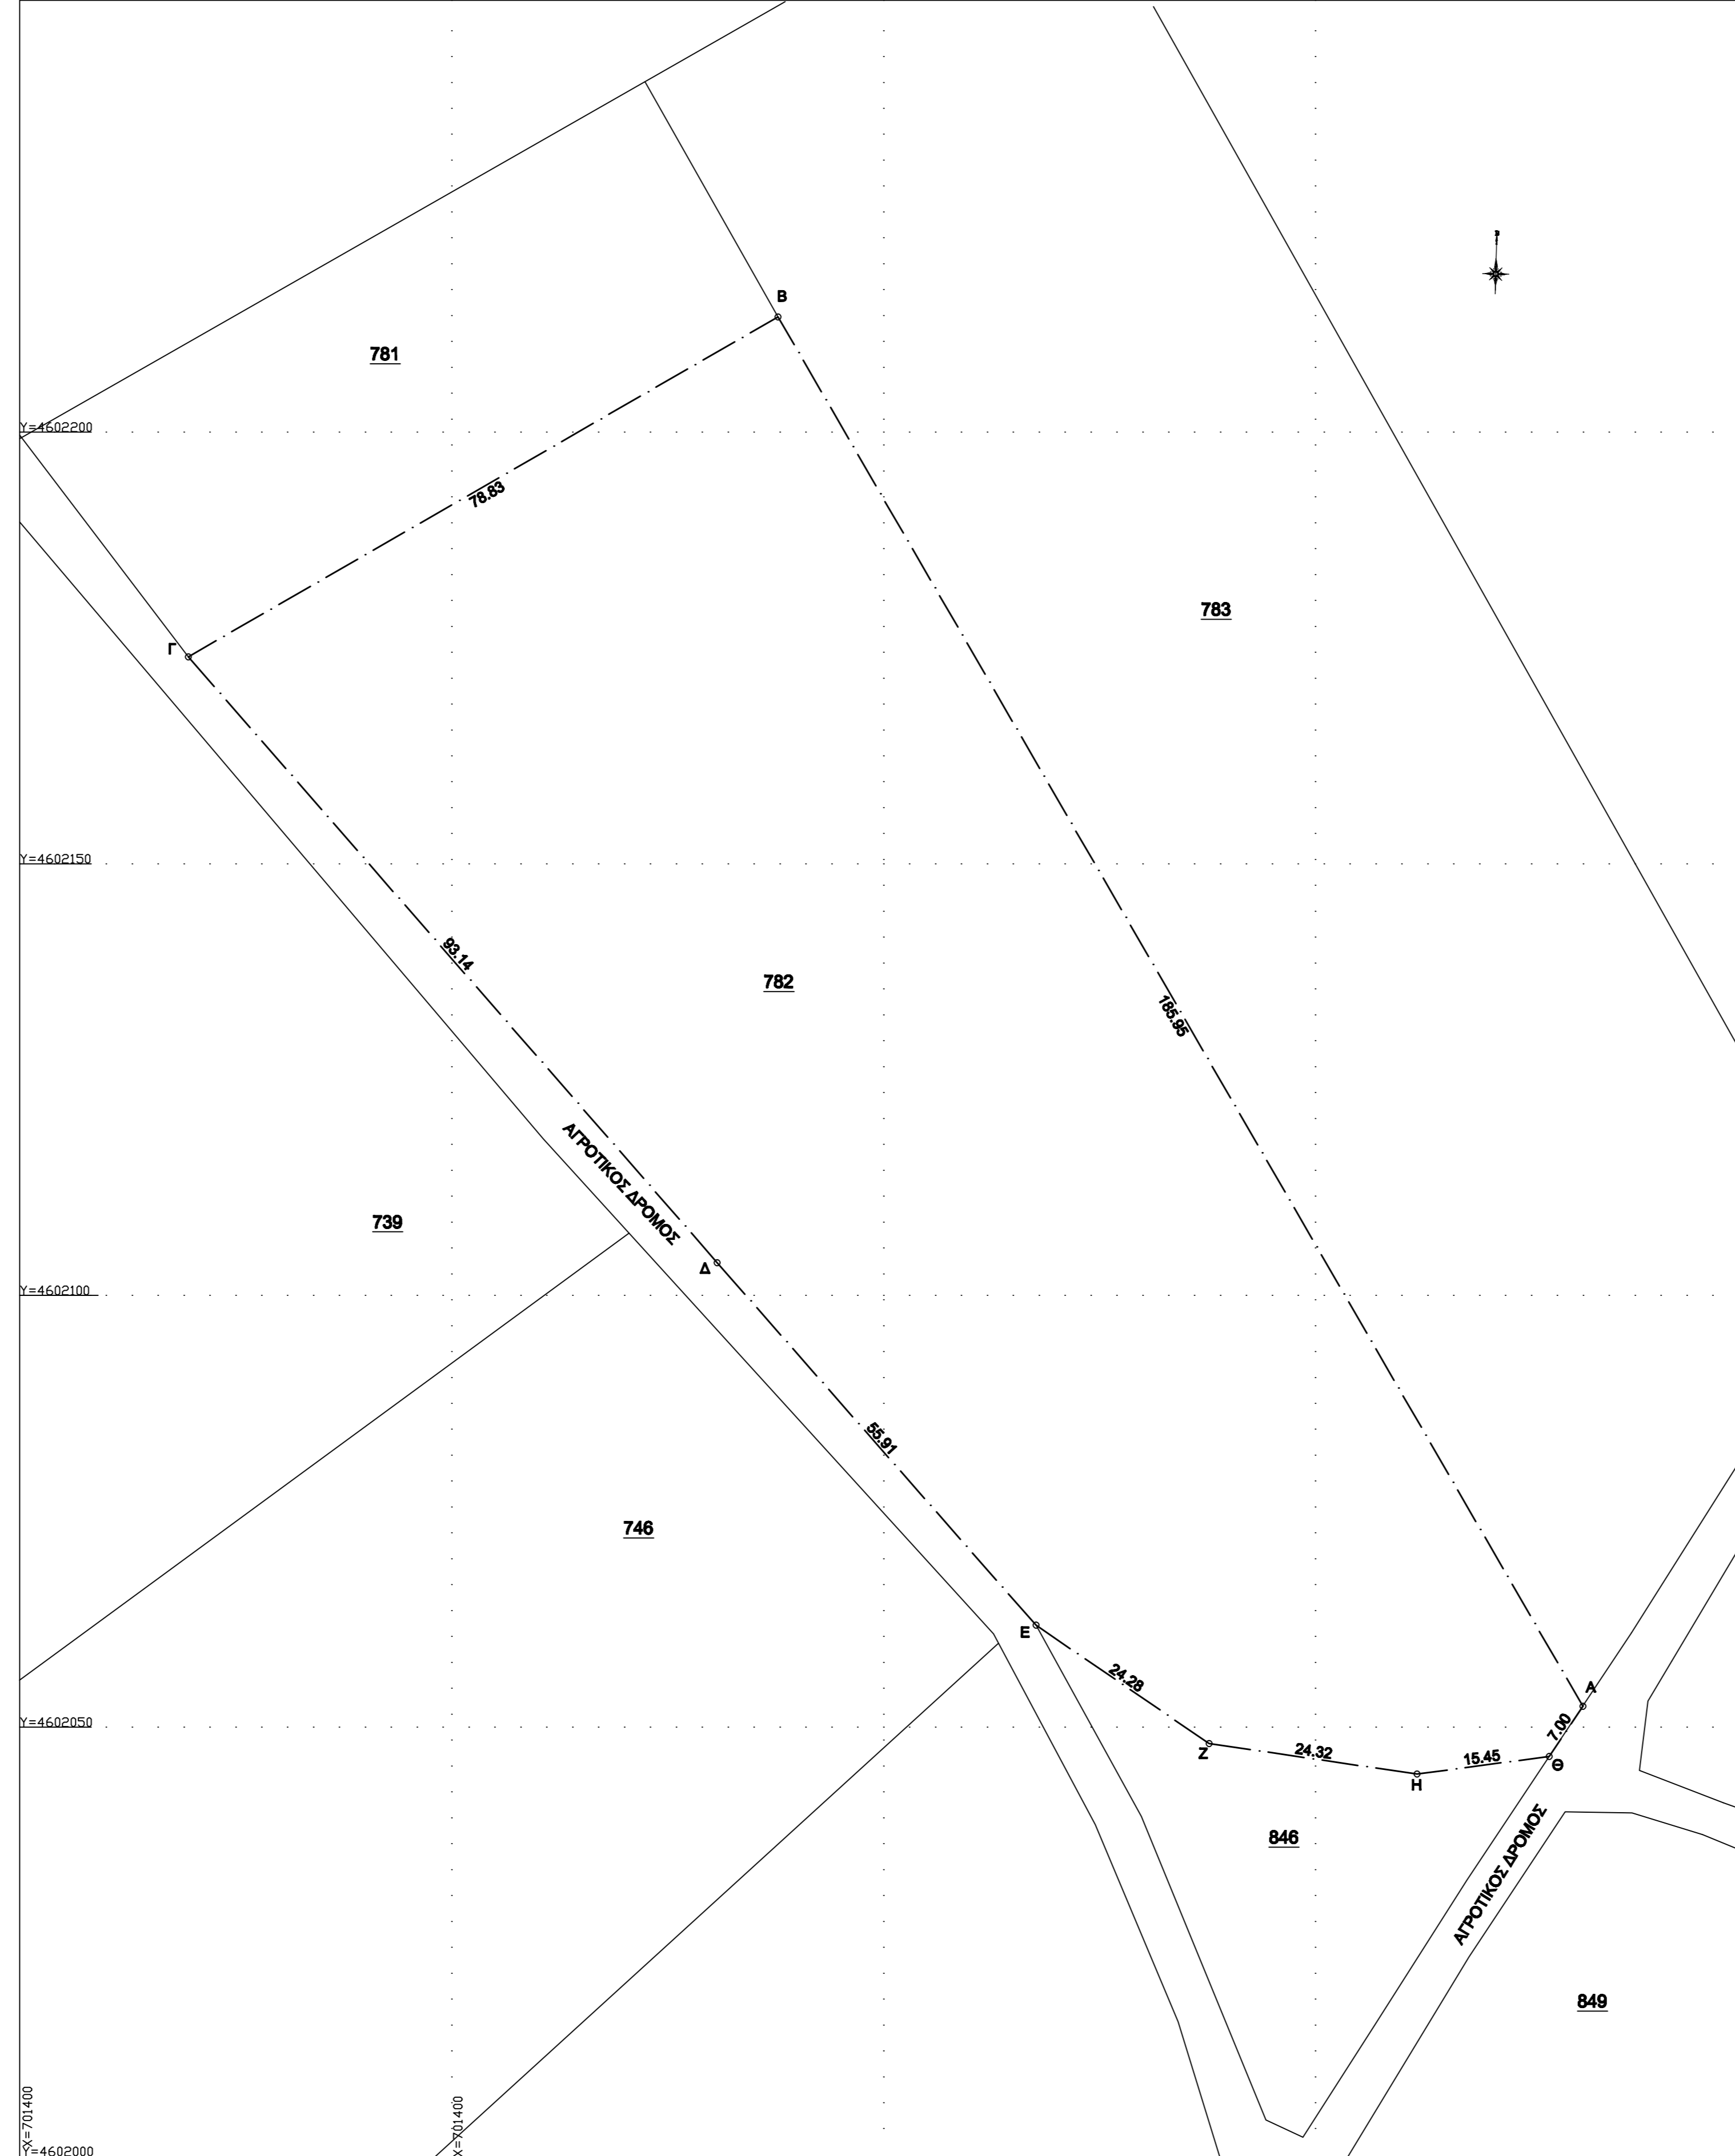 Β
781
Y=4602200
78.83
783
Γ
Y=4602150
93.14
782
185.95
ΑΓΡΟΤΙΚΟΣ ΔΡΟΜΟΣ
739
Δ
Y=4602100
55.91
746
Ε
24.28
Α
Y=4602050
7.00
Ζ
24.32
15.45
Θ
Η
846
ΑΓΡΟΤΙΚΟΣ ΔΡΟΜΟΣ
849
X=701400
X=701400
Y=4602000